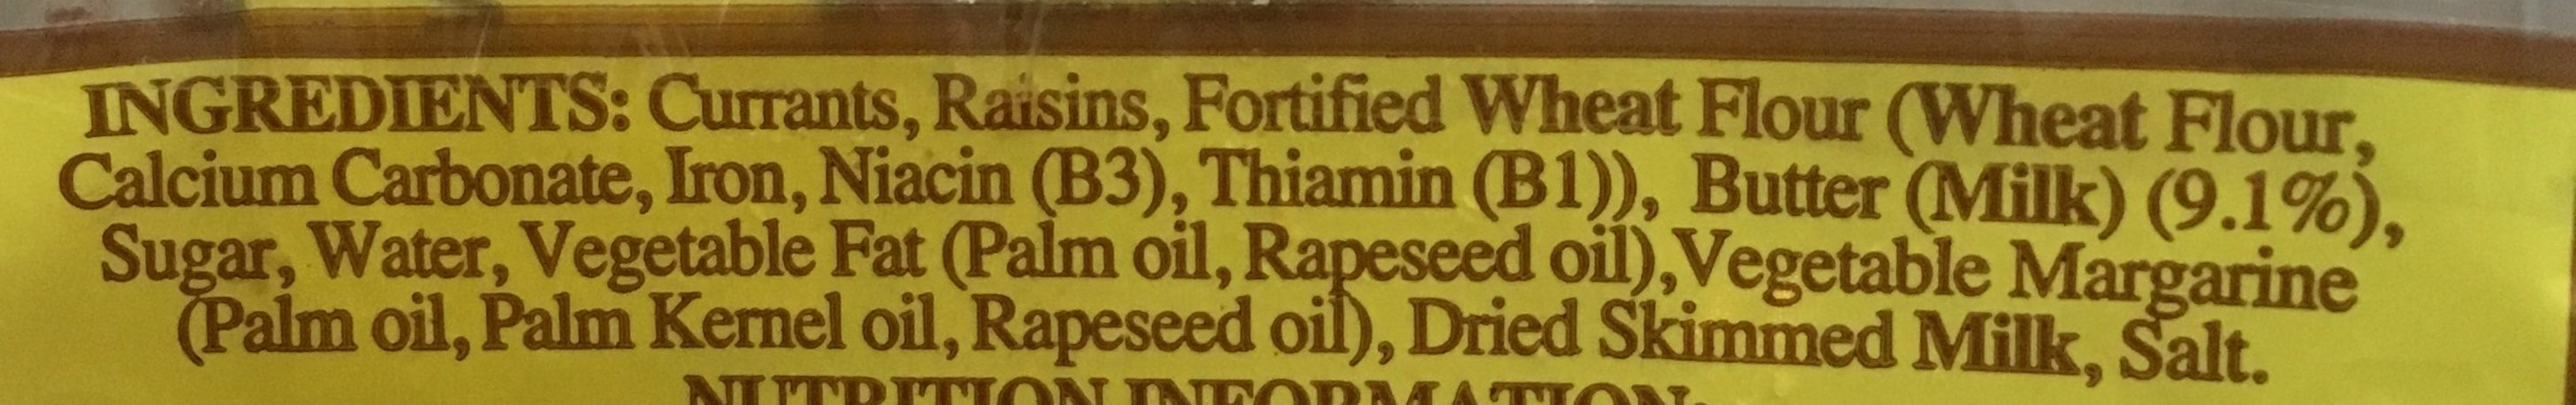 INGREDIENTS: Currants, Raisins, Fortified Wheat Flour (Wheat Flour,
Calcium Carbonate, Iron, Niacin (B3), Thiamin (B1)), Butter (Milk) (9.1%),
Sugar, Water, Vegetable Fat (Palm oil, Rapeseed oil),Vegetable Margarine
(Palm oil, Palm Kernel oil, Rapeseed oil), Dried Skimmed Milk, Salt.
NUTRITION INFORMATION: